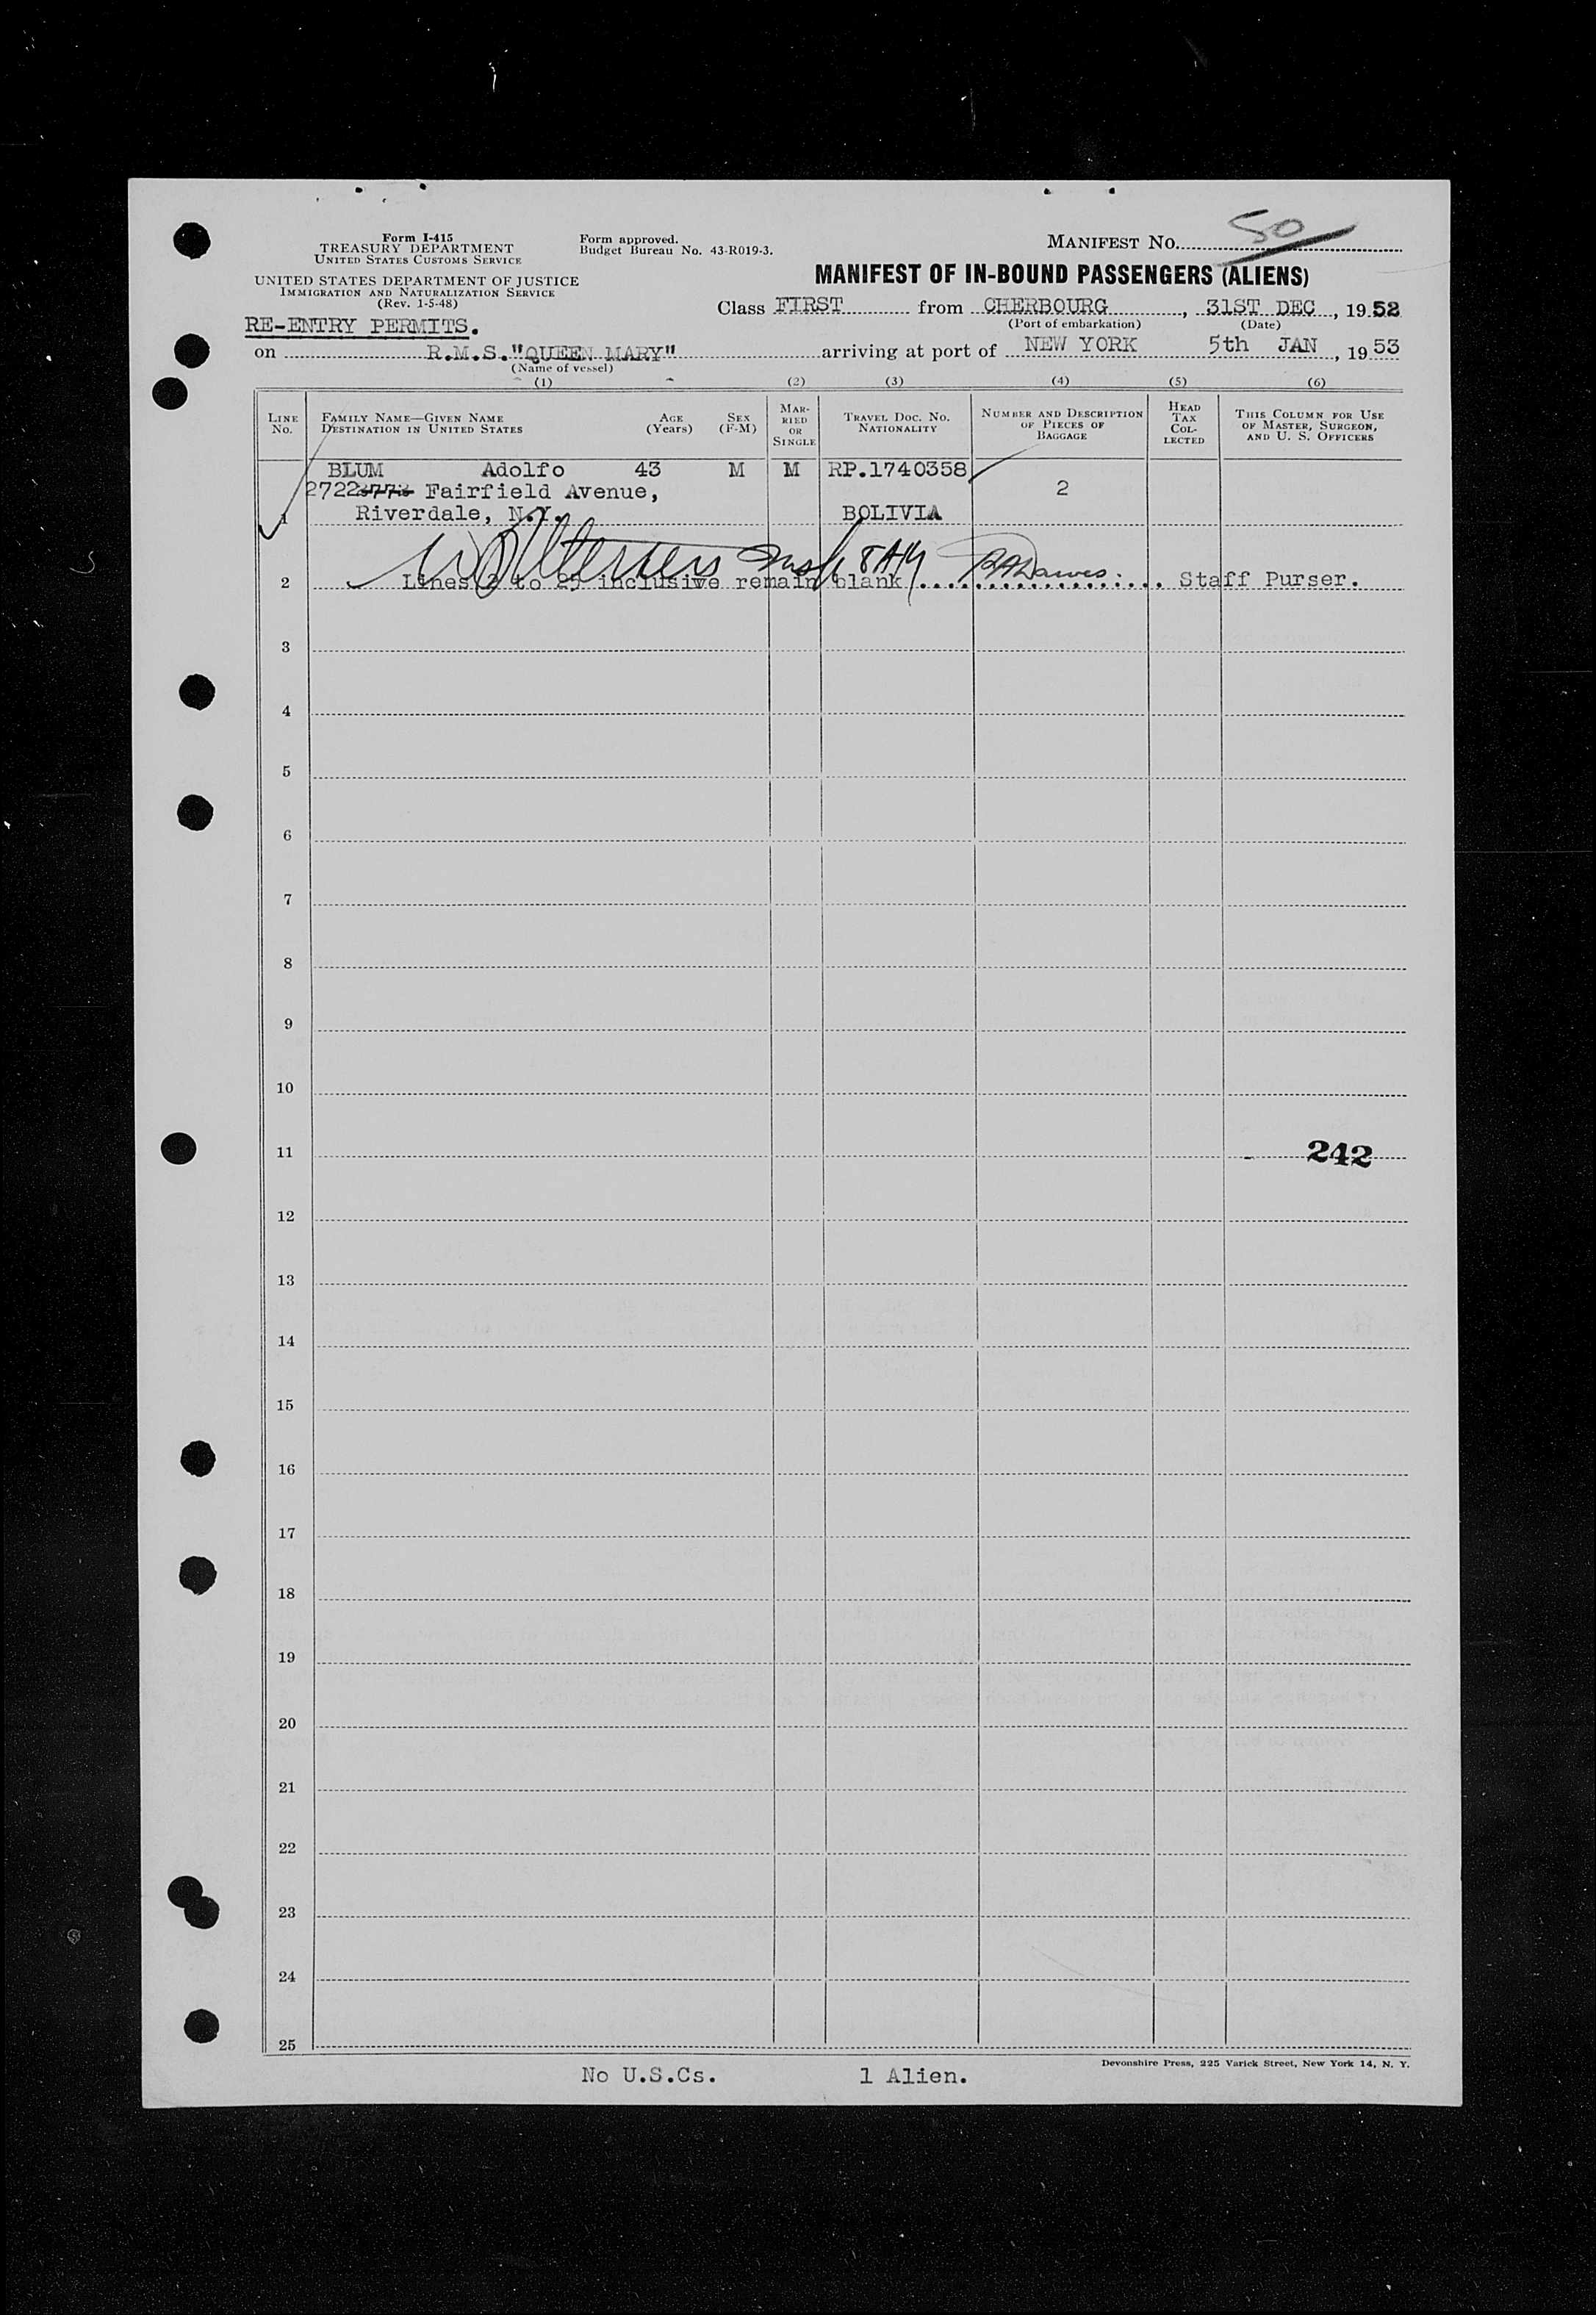 Form I-415
TREASURY DEPARTMENT
UNITED STATES CUSTOMS SERVICE
UNITED STATES DEPARTMENT OF JUSTICE
IMMIGRATION AND NATURALIZATION SERVICE
(Rev. 1-5-48)
Form approved.
Budget Bureau No. 43-R019-3.
MANIFEST No. 50
MANIFEST OF IN-BOUND PASSENGERS (ALIENS)
Class FIRST from CHERBOURG, 31ST DEC, 1952
(Port of embarkation) (Date)
RE-ENTRY PERMITS.
on R.M.S."QUEEN MARY" arriving at port of NEW YORK 5th JAN, 1953
(Name of vessel)
(1) (2) (3) (4) (5) (6)
LINE No. FAMILY NAME—GIVEN NAME DESTINATION IN UNITED STATES AGE (Years) SEX (F-M) MARRIED OR SINGLE TRAVEL DOC. No. NATIONALITY NUMBER AND DESCRIPTION OF PIECES OF BAGGAGE HEAD TAX COLLECTED THIS COLUMN FOR USE OF MASTER, SURGEON, AND U. S. OFFICERS
BLUM Adolfo 43 M M RP.1740358
2722 Fairfield Avenue, 2
1 Riverdale, N.Y. BOLIVIA
2 Lines 2 to 25 inclusive remain blank Staff Purser.
3
4
5
6
7
8
9
10
11 242
12
13
14
15
16
17
18
19
20
21
22
23
24
25
Devonshire Press, 225 Varick Street, New York 14, N. Y.
No U.S.Cs. 1 Alien.